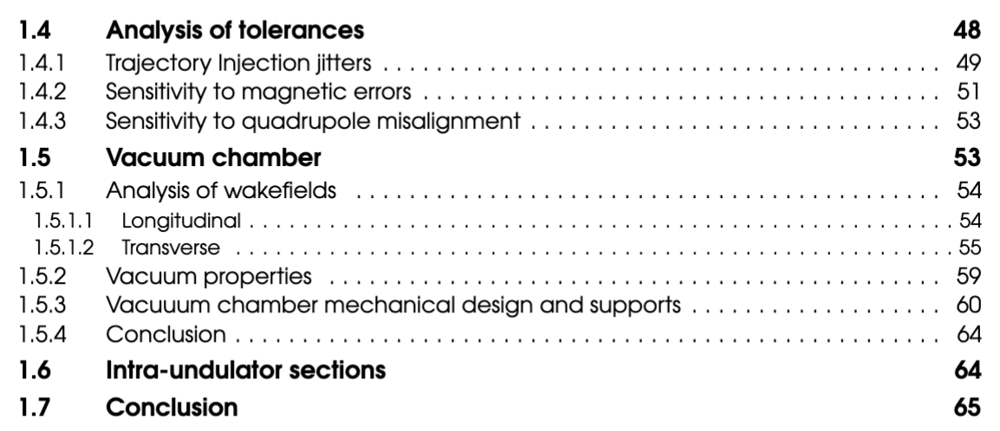 1.4 Analysis of tolerances 48
1.4.1 Trajectory Injection jitters . . . . . . . . . . . . . . . . . . . . . . . . . . . . . . . . . . . . . . . . . . 49
1.4.2 Sensitivity to magnetic errors . . . . . . . . . . . . . . . . . . . . . . . . . . . . . . . . . . . . . . . 51
1.4.3 Sensitivity to quadrupole misalignment . . . . . . . . . . . . . . . . . . . . . . . . . . . . . . . 53
1.5 Vacuum chamber 53
1.5.1 Analysis of wakefields . . . . . . . . . . . . . . . . . . . . . . . . . . . . . . . . . . . . . . . . . . . . 54
1.5.1.1 Longitudinal . . . . . . . . . . . . . . . . . . . . . . . . . . . . . . . . . . . . . . . . . . . . . . . . . . . . . 54
1.5.1.2 Transverse . . . . . . . . . . . . . . . . . . . . . . . . . . . . . . . . . . . . . . . . . . . . . . . . . . . . . . 55
1.5.2 Vacuum properties . . . . . . . . . . . . . . . . . . . . . . . . . . . . . . . . . . . . . . . . . . . . . . 59
1.5.3 Vacuuum chamber mechanical design and supports . . . . . . . . . . . . . . . . . . . 60
1.5.4 Conclusion . . . . . . . . . . . . . . . . . . . . . . . . . . . . . . . . . . . . . . . . . . . . . . . . . . . . . 64
1.6 Intra-undulator sections 64
1.7 Conclusion 65